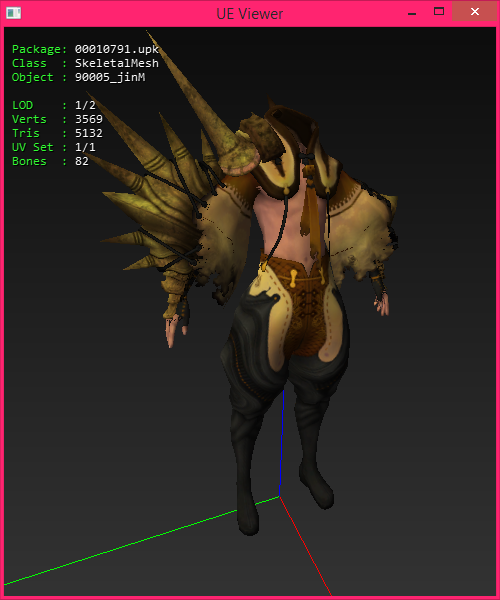 UE Viewer
Package: 00010791.upk
Class  : SkeletalMesh
Object : 90005_jinM
LOD    : 1/2
Verts  : 3569
Tris   : 5132
UV Set : 1/1
Bones  : 82